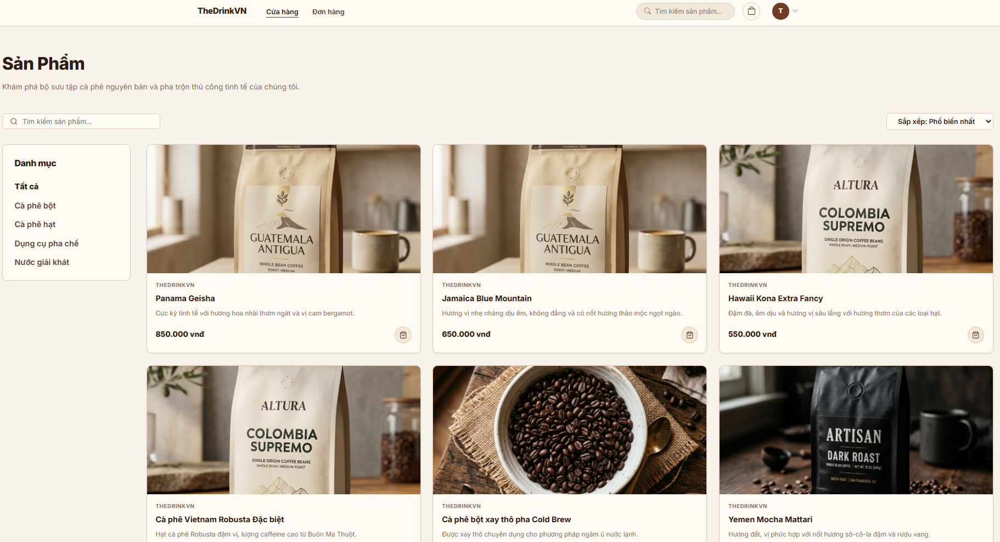 TheDrinkVN
Cửa hàng
Đơn hàng
Tìm kiếm sản phẩm...
T
Sản Phẩm
Khám phá bộ sưu tập cà phê nguyên bản và pha trộn thủ công tinh tế của chúng tôi.
Tìm kiếm sản phẩm...
Sắp xếp: Phổ biến nhất
Danh mục
Tất cả
Cà phê bột
Cà phê hạt
Dụng cụ pha chế
Nước giải khát
FRESHNESS SEAL
GUATEMALA
ANTIGUA
WHOLE BEAN COFFEE
ROAST: MEDIUM
THEDRINKVN
Panama Geisha
Cực kỳ tinh tế với hương hoa nhài thơm ngát và vị cam bergamot.
850.000 vnđ
FRESHNESS SEAL
GUATEMALA
ANTIGUA
WHOLE BEAN COFFEE
ROAST: MEDIUM
THEDRINKVN
Jamaica Blue Mountain
Hương vị nhẹ nhàng dịu êm, không đắng và có nốt hương thảo mộc ngọt ngào.
650.000 vnđ
ALTURA
COLOMBIA
SUPREMO
SINGLE ORIGIN COFFEE BEANS
WHOLE BEAN / MEDIUM ROAST
THEDRINKVN
Hawaii Kona Extra Fancy
Đậm đà, êm dịu và hương vị sâu lắng với hương thơm của các loại hạt.
550.000 vnđ
ALTURA
COLOMBIA
SUPREMO
SINGLE ORIGIN COFFEE BEANS
WHOLE BEAN / MEDIUM ROAST
THEDRINKVN
Cà phê Vietnam Robusta Đặc biệt
Hạt cà phê Robusta đậm vị, lượng caffeine cao từ Buôn Ma Thuột.
THEDRINKVN
Cà phê bột xay thô pha Cold Brew
Được xay thô chuyên dụng cho phương pháp ngâm ủ nước lạnh.
ARTISAN
DARK ROAST
WHOLE BEAN COFFEE | NET WT. 12 OZ (340g)
BATCH #042 | SAN FRANCISCO, CA
THEDRINKVN
Yemen Mocha Mattari
Hương đất, vị phức hợp với nốt hương sô-cô-la đậm và rượu vang.